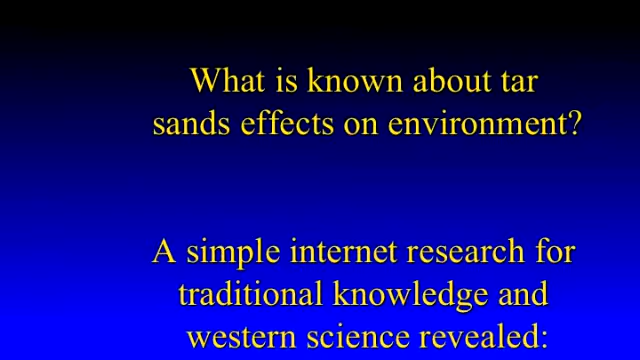 What is known about tar
sands effects on environment?
A simple internet research for
traditional knowledge and
western science revealed: